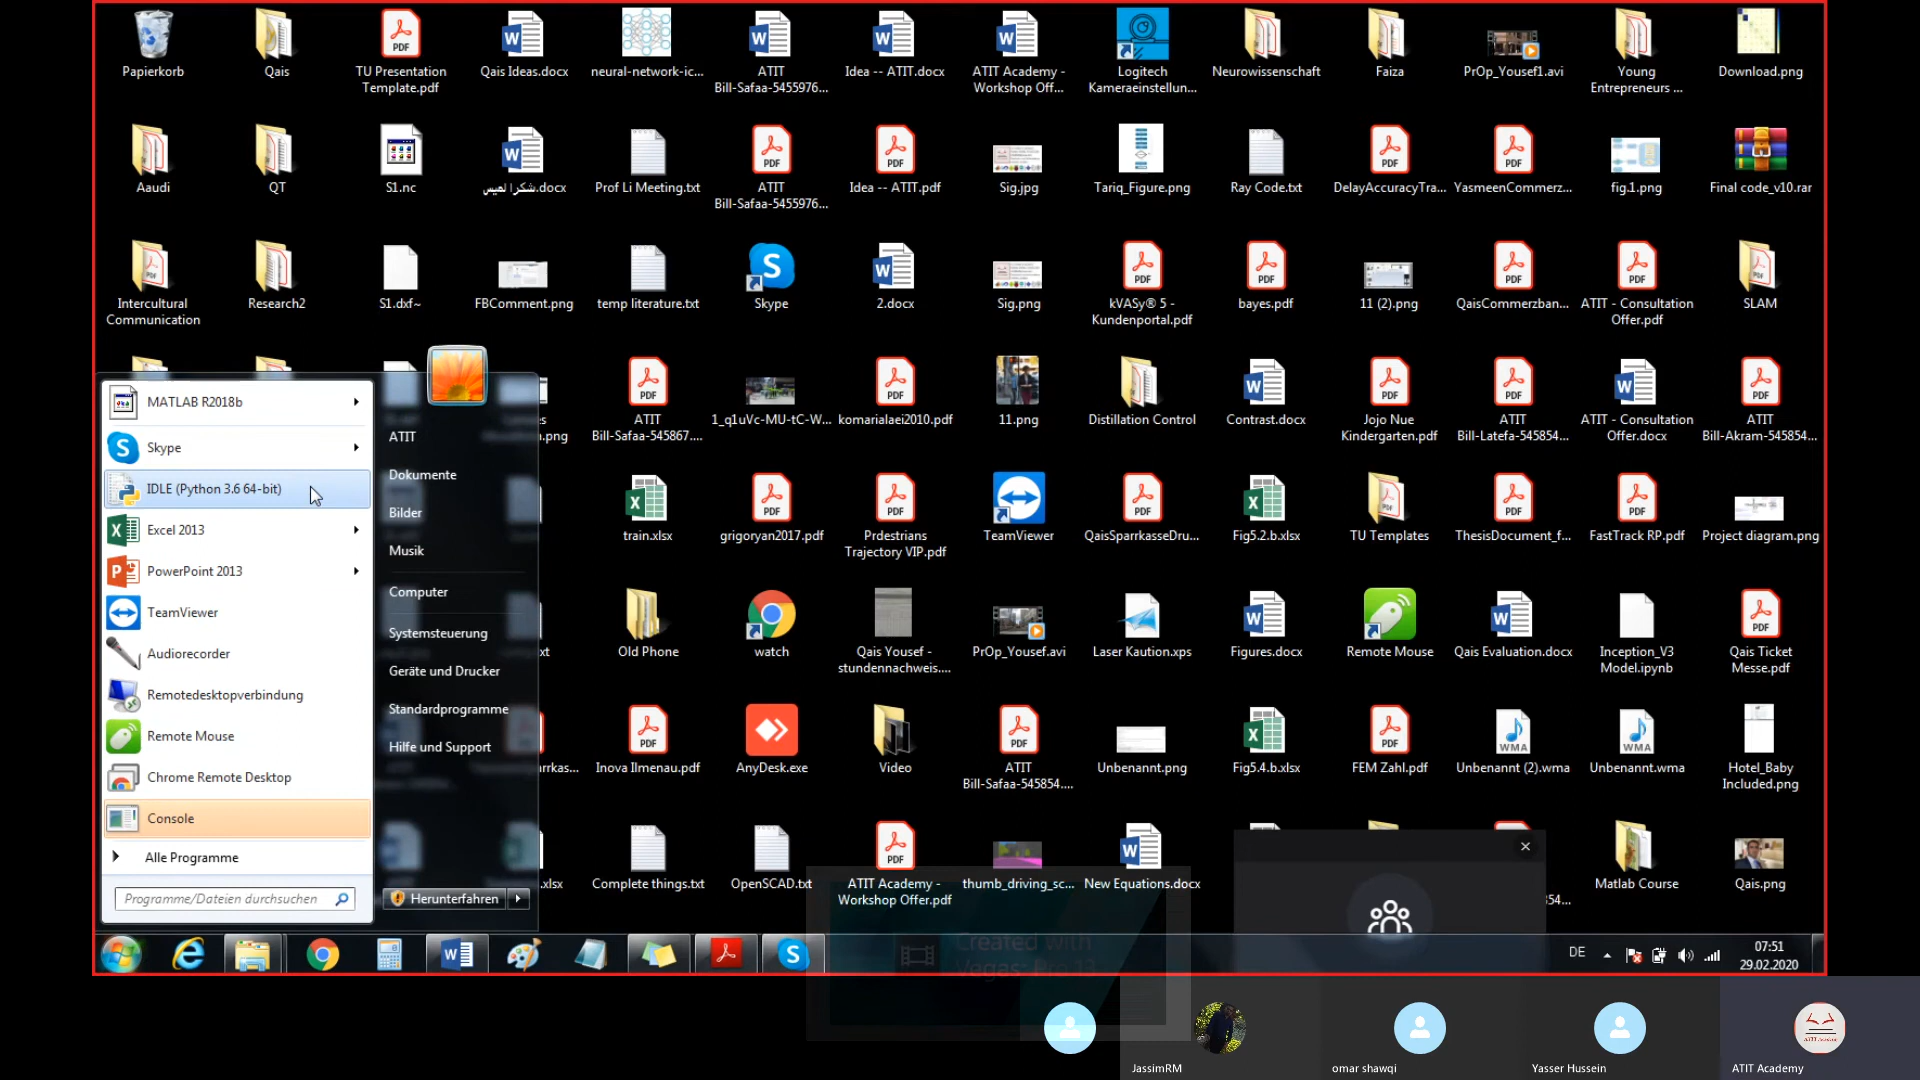 Papierkorb
Qais
TU Presentation
Template.pdf
Qais Ideas.docx
neural-network-ic...
ATIT
Bill-Safaa-5455976...
Idea -- ATIT.docx
ATIT Academy -
Workshop Off...
Logitech
Kameraeinstellun...
Neurowissenschaft
Faiza
PrOp_Yousef1.avi
Young
Entrepreneurs ...
Download.png
Aaudi
QT
S1.nc
شكرا لميس.docx
Prof Li Meeting.txt
ATIT
Bill-Safaa-5455976...
Idea -- ATIT.pdf
Sig.jpg
Tariq_Figure.png
Ray Code.txt
DelayAccuracyTra...
YasmeenCommerz...
fig.1.png
Final code_v10.rar
Intercultural
Communication
Research2
S1.dxf~
FBComment.png
temp literature.txt
Skype
2.docx
Sig.png
kVASy® 5 -
Kundenportal.pdf
bayes.pdf
11 (2).png
QaisCommerzban...
ATIT - Consultation
Offer.pdf
SLAM
ATIT
Bill-Safaa-545867....
1_q1uVc-MU-tC-W...
komarialaei2010.pdf
11.png
Distillation Control
Contrast.docx
Jojo Nue
Kindergarten.pdf
ATIT
Bill-Latefa-545854...
ATIT - Consultation
Offer.docx
ATIT
Bill-Akram-545854...
train.xlsx
grigoryan2017.pdf
Prdestrians
Trajectory VIP.pdf
TeamViewer
QaisSparrkasseDru...
Fig5.2.b.xlsx
TU Templates
ThesisDocument_f...
FastTrack RP.pdf
Project diagram.png
Old Phone
watch
Qais Yousef -
stundennachweis....
PrOp_Yousef.avi
Laser Kaution.xps
Figures.docx
Remote Mouse
Qais Evaluation.docx
Inception_V3
Model.ipynb
Qais Ticket
Messe.pdf
Inova Ilmenau.pdf
AnyDesk.exe
Video
ATIT
Bill-Safaa-545854....
Unbenannt.png
Fig5.4.b.xlsx
FEM Zahl.pdf
Unbenannt (2).wma
Unbenannt.wma
Hotel_Baby
Included.png
.xlsx
Complete things.txt
OpenSCAD.txt
ATIT Academy -
Workshop Offer.pdf
thumb_driving_sc...
New Equations.docx
54...
Matlab Course
Qais.png
MATLAB R2018b
Skype
IDLE (Python 3.6 64-bit)
Excel 2013
PowerPoint 2013
TeamViewer
Audiorecorder
Remotedesktopverbindung
Remote Mouse
Chrome Remote Desktop
Console
Alle Programme
Programme/Dateien durchsuchen
ATIT
Dokumente
Bilder
Musik
Computer
Systemsteuerung
Geräte und Drucker
Standardprogramme
Hilfe und Support
Herunterfahren
Created with
DE
07:51
29.02.2020
JassimRM
omar shawqi
Yasser Hussein
ATIT Academy